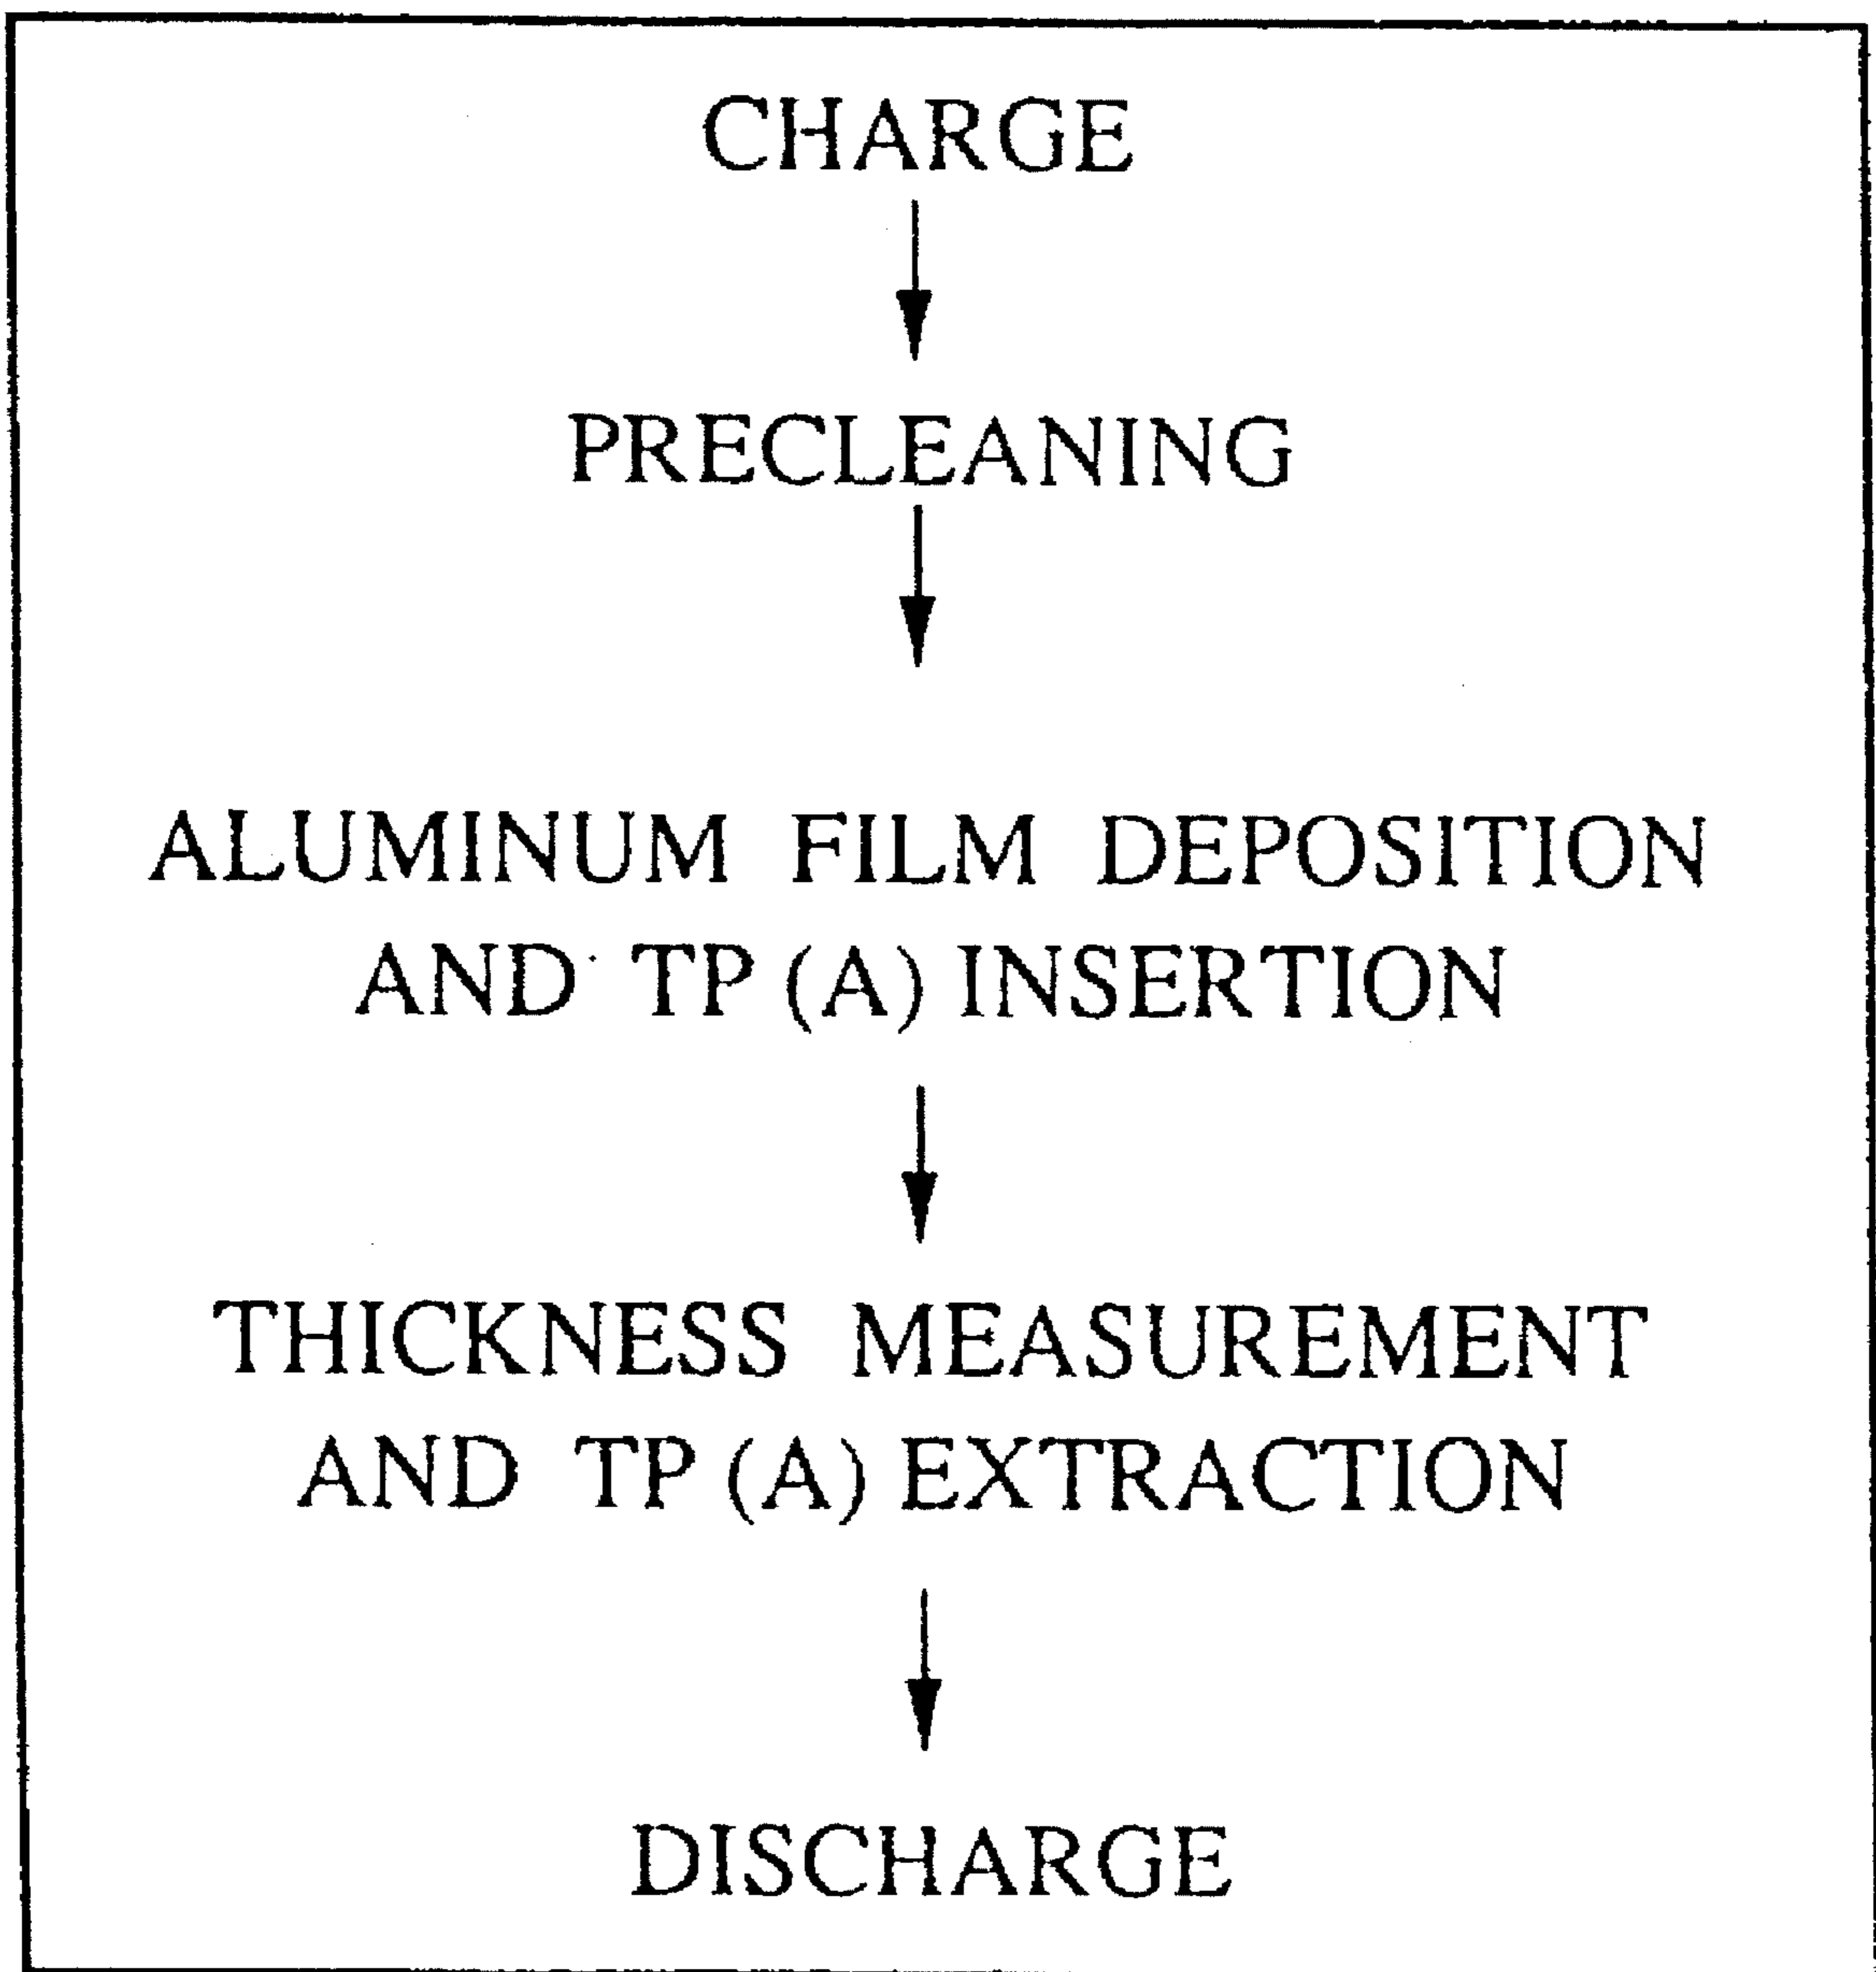 CHARGE
PRECLEANING
ALUMINUM FILM DEPOSITION
AND TP (A) INSERTION
THICKNESS MEASUREMENT
AND TP (A) EXTRACTION
DISCHARGE